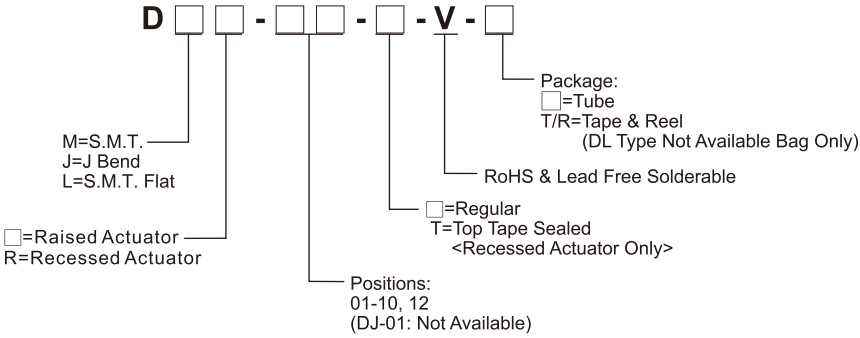 D□□-□□-□-V-□
Package:
□=Tube
T/R=Tape & Reel
(DL Type Not Available Bag Only)
M=S.M.T.
J=J Bend
L=S.M.T. Flat
RoHS & Lead Free Solderable
□=Regular
T=Top Tape Sealed
<Recessed Actuator Only>
□=Raised Actuator
R=Recessed Actuator
Positions:
01-10, 12
(DJ-01: Not Available)